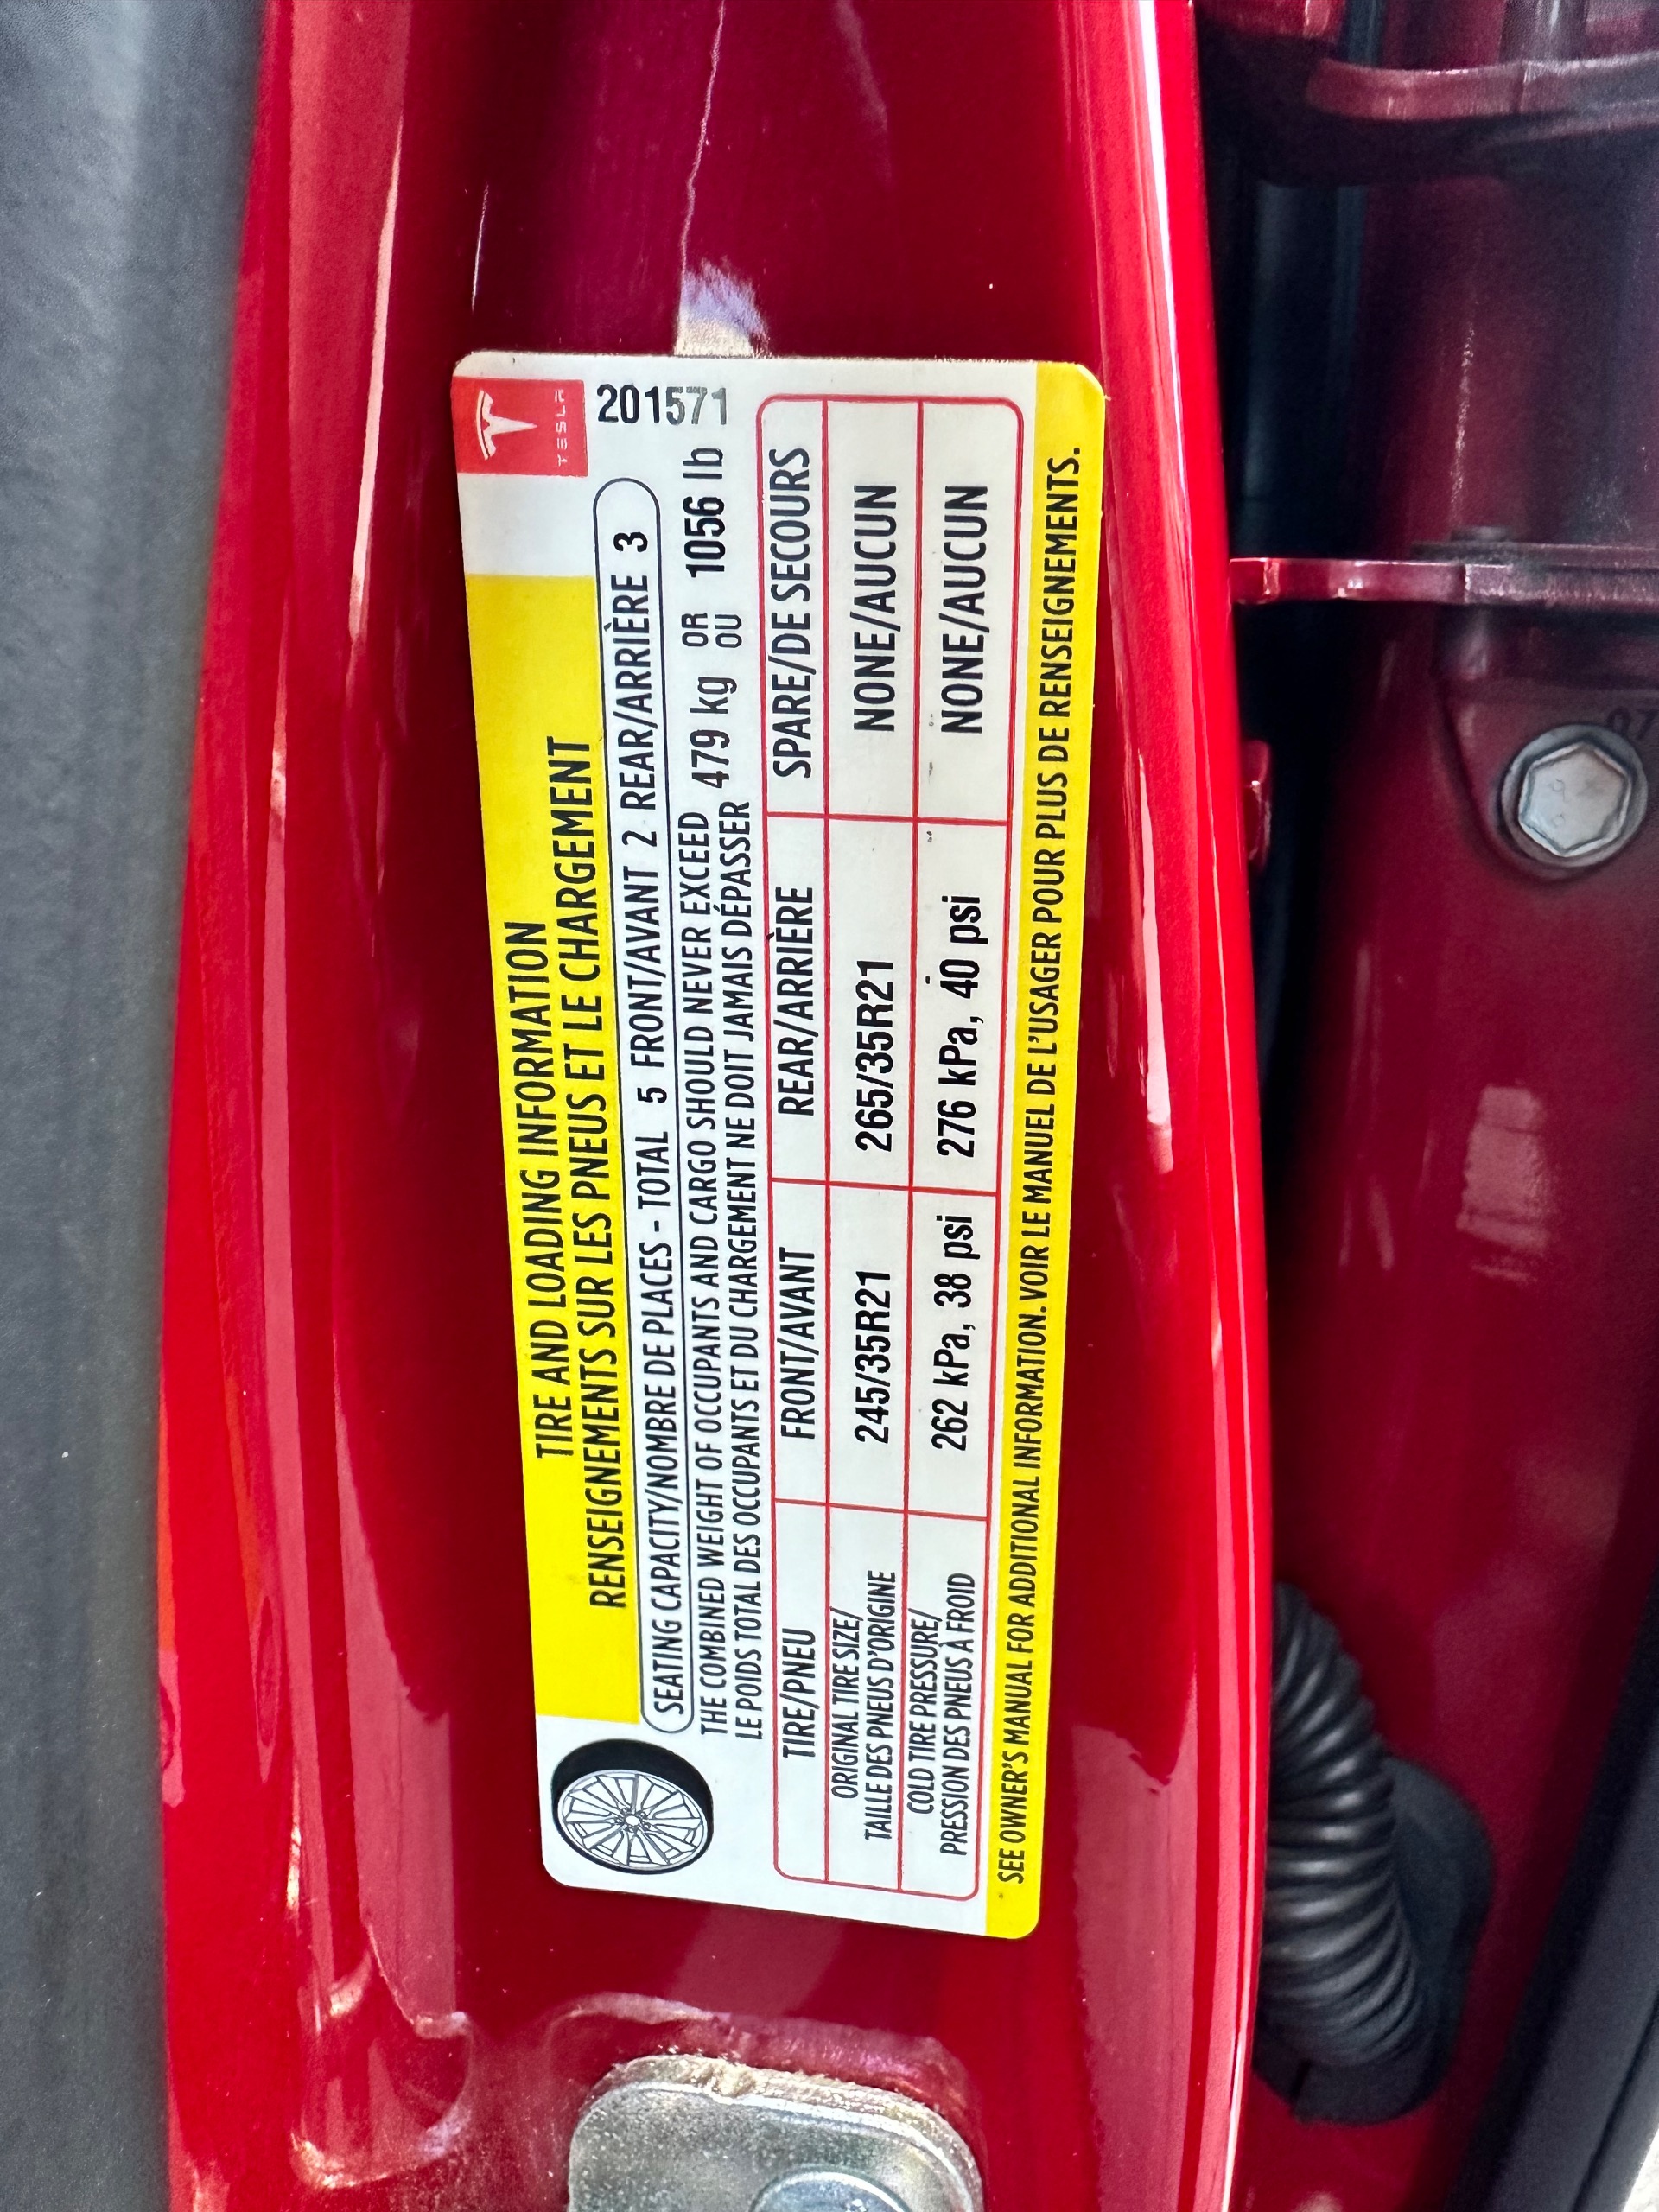 TESLA
TIRE AND LOADING INFORMATION
RENSEIGNEMENTS SUR LES PNEUS ET LE CHARGEMENT
201571
SEATING CAPACITY/NOMBRE DE PLACES - TOTAL 5 FRONT/AVANT 2 REAR/ARRIÈRE 3
THE COMBINED WEIGHT OF OCCUPANTS AND CARGO SHOULD NEVER EXCEED 479 kg OR 1056 lb
LE POIDS TOTAL DES OCCUPANTS ET DU CHARGEMENT NE DOIT JAMAIS DÉPASSER OU
TIRE/PNEU FRONT/AVANT REAR/ARRIÈRE SPARE/DE SECOURS
ORIGINAL TIRE SIZE/
TAILLE DES PNEUS D'ORIGINE 245/35R21 265/35R21 NONE/AUCUN
COLD TIRE PRESSURE/
PRESSION DES PNEUS À FROID 262 kPa, 38 psi 276 kPa, 40 psi NONE/AUCUN
SEE OWNER'S MANUAL FOR ADDITIONAL INFORMATION. VOIR LE MANUEL DE L'USAGER POUR PLUS DE RENSEIGNEMENTS.